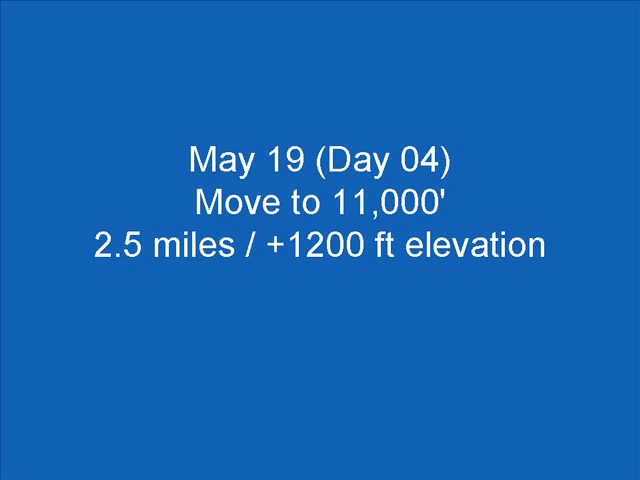 May 19 (Day 04)
Move to 11,000'
2.5 miles / +1200 ft elevation